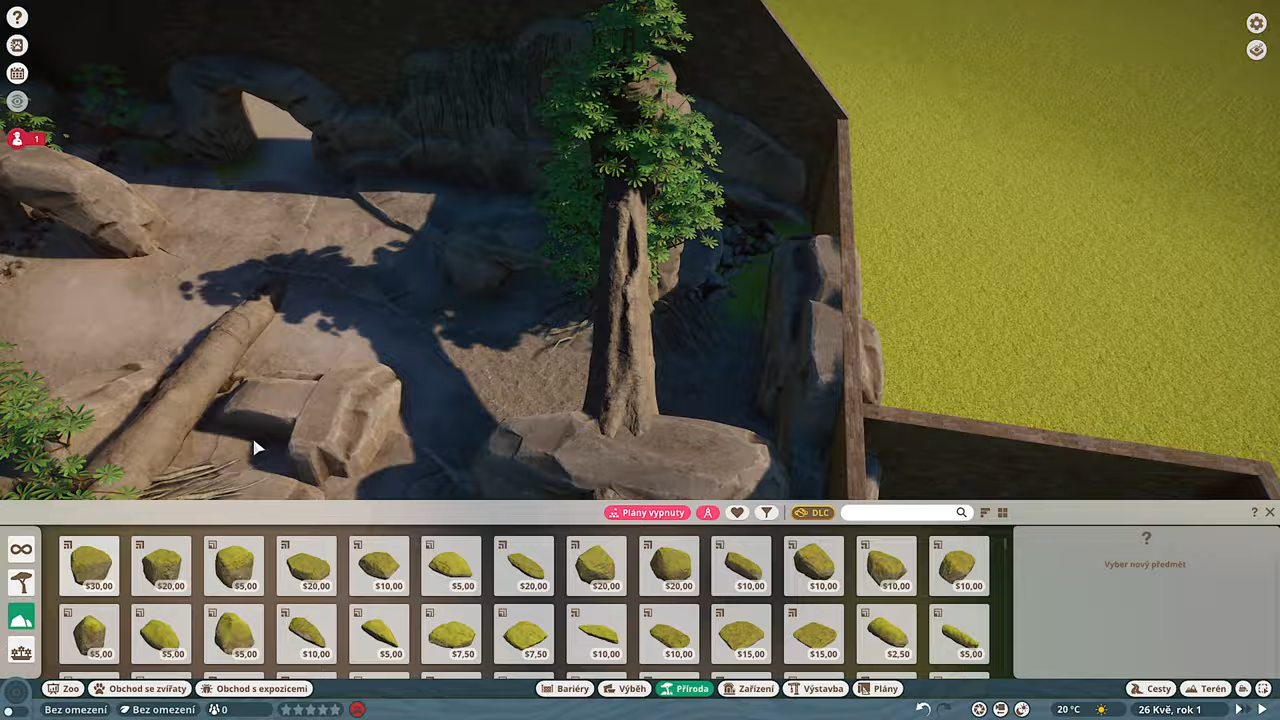 1
Plány vypnuty
DLC
$30,00 $20,00 $5,00 $20,00 $10,00 $5,00 $20,00 $20,00 $20,00 $10,00 $10,00 $10,00 $10,00
$5,00 $5,00 $5,00 $10,00 $5,00 $7,50 $7,50 $10,00 $10,00 $15,00 $15,00 $2,50 $5,00
?
Vyber nový předmět
Zoo Obchod se zvířaty Obchod s expozicemi Bariéry Výběh Příroda Zařízení Výstavba Plány Cesty Terén
Bez omezení Bez omezení 0 20 °C 26 Kvě, rok 1